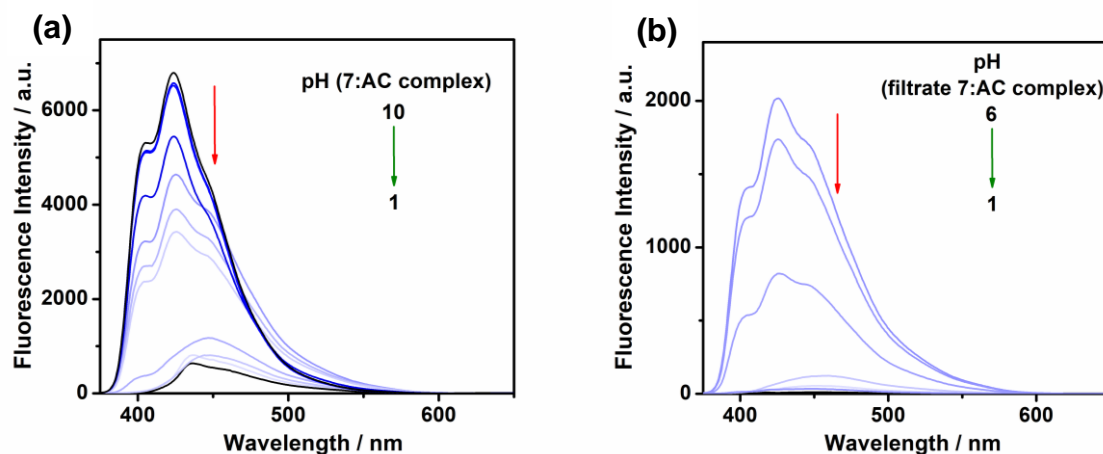 (a)
Fluorescence Intensity / a.u.
6000
4000
2000
0
pH (7:AC complex)
10
1
400
500
600
Wavelength / nm
(b)
Fluorescence Intensity / a.u.
2000
1000
0
pH
(filtrate 7:AC complex)
6
1
400
500
600
Wavelength / nm